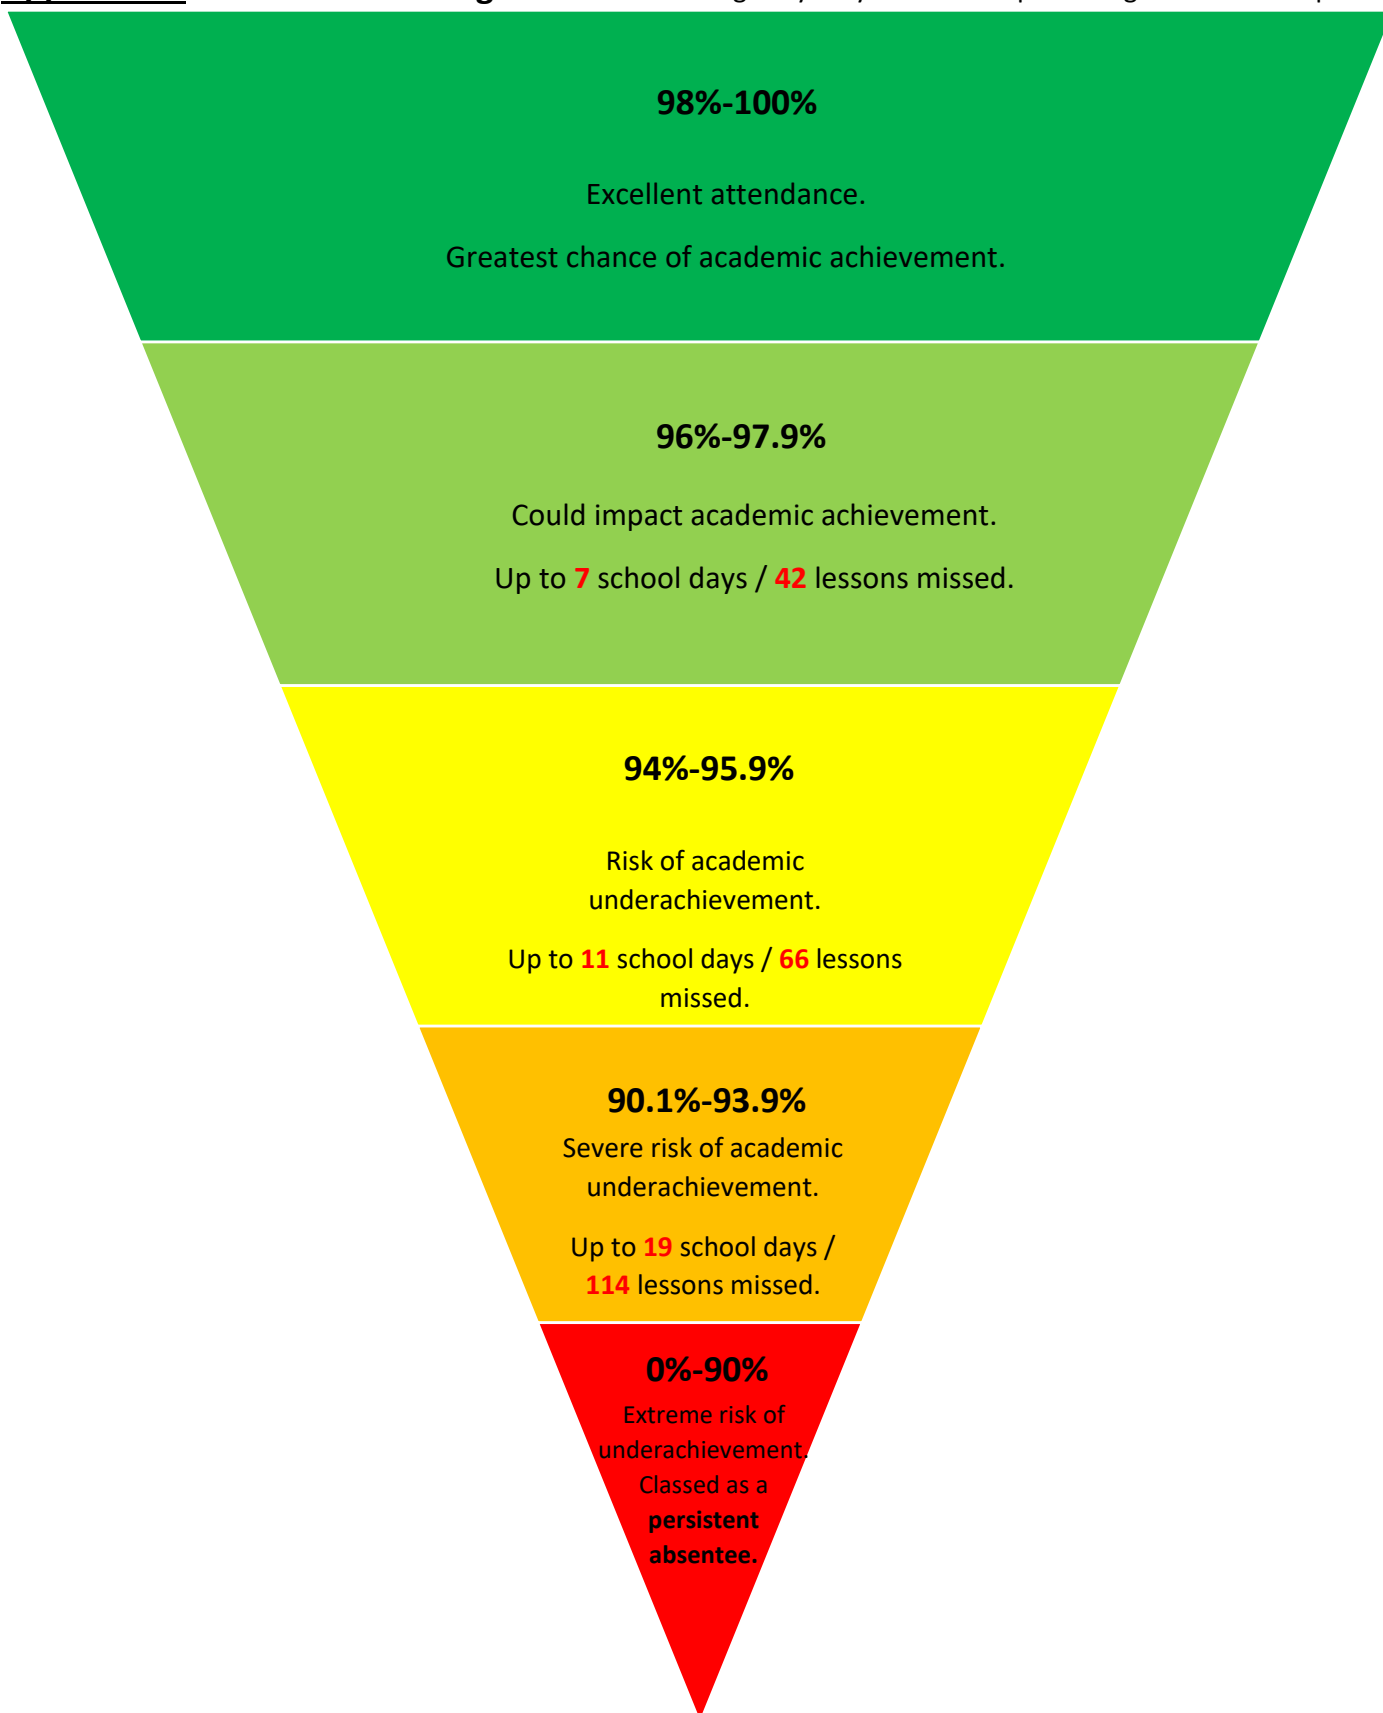 98%-100%
Excellent attendance.
Greatest chance of academic achievement.
96%-97.9%
Could impact academic achievement.
Up to 7 school days / 42 lessons missed.
94%-95.9%
Risk of academic
underachievement.
Up to 11 school days / 66 lessons
missed.
90.1%-93.9%
Severe risk of academic
underachievement.
Up to 19 school days /
114 lessons missed.
0%-90%
Extreme risk of
underachievement.
Classed as a
persistent
absentee.